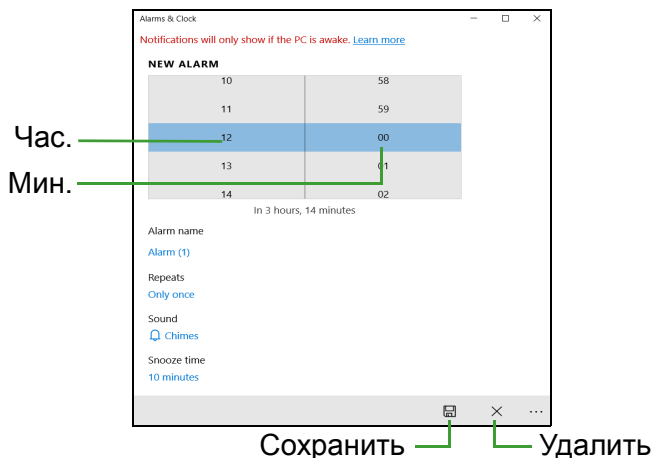 Alarms & Clock
Notifications will only show if the PC is awake. Learn more
NEW ALARM
10 58
11 59
Час. 12 00
13 01
Мин.
14 02
In 3 hours, 14 minutes
Alarm name
Alarm (1)
Repeats
Only once
Sound
Chimes
Snooze time
10 minutes
...
Сохранить Удалить